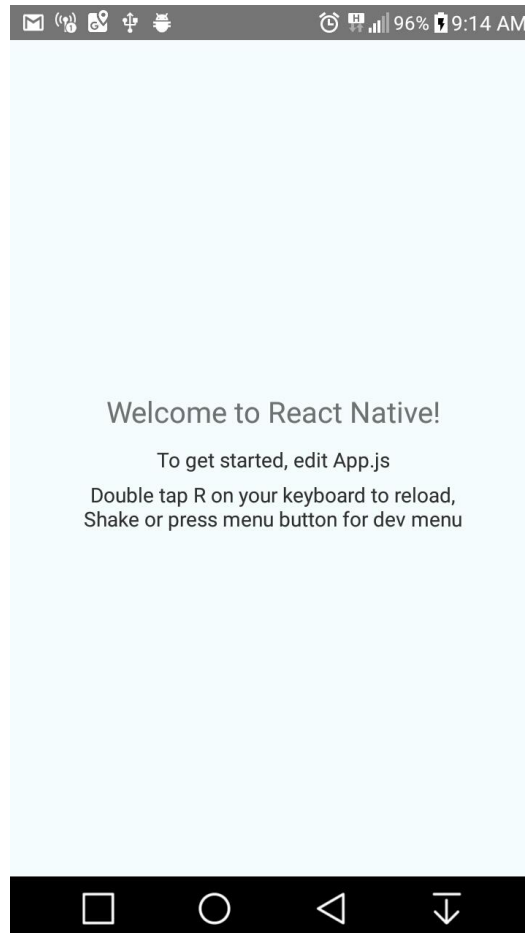 96% 9:14 AM
Welcome to React Native!
To get started, edit App.js
Double tap R on your keyboard to reload,
Shake or press menu button for dev menu